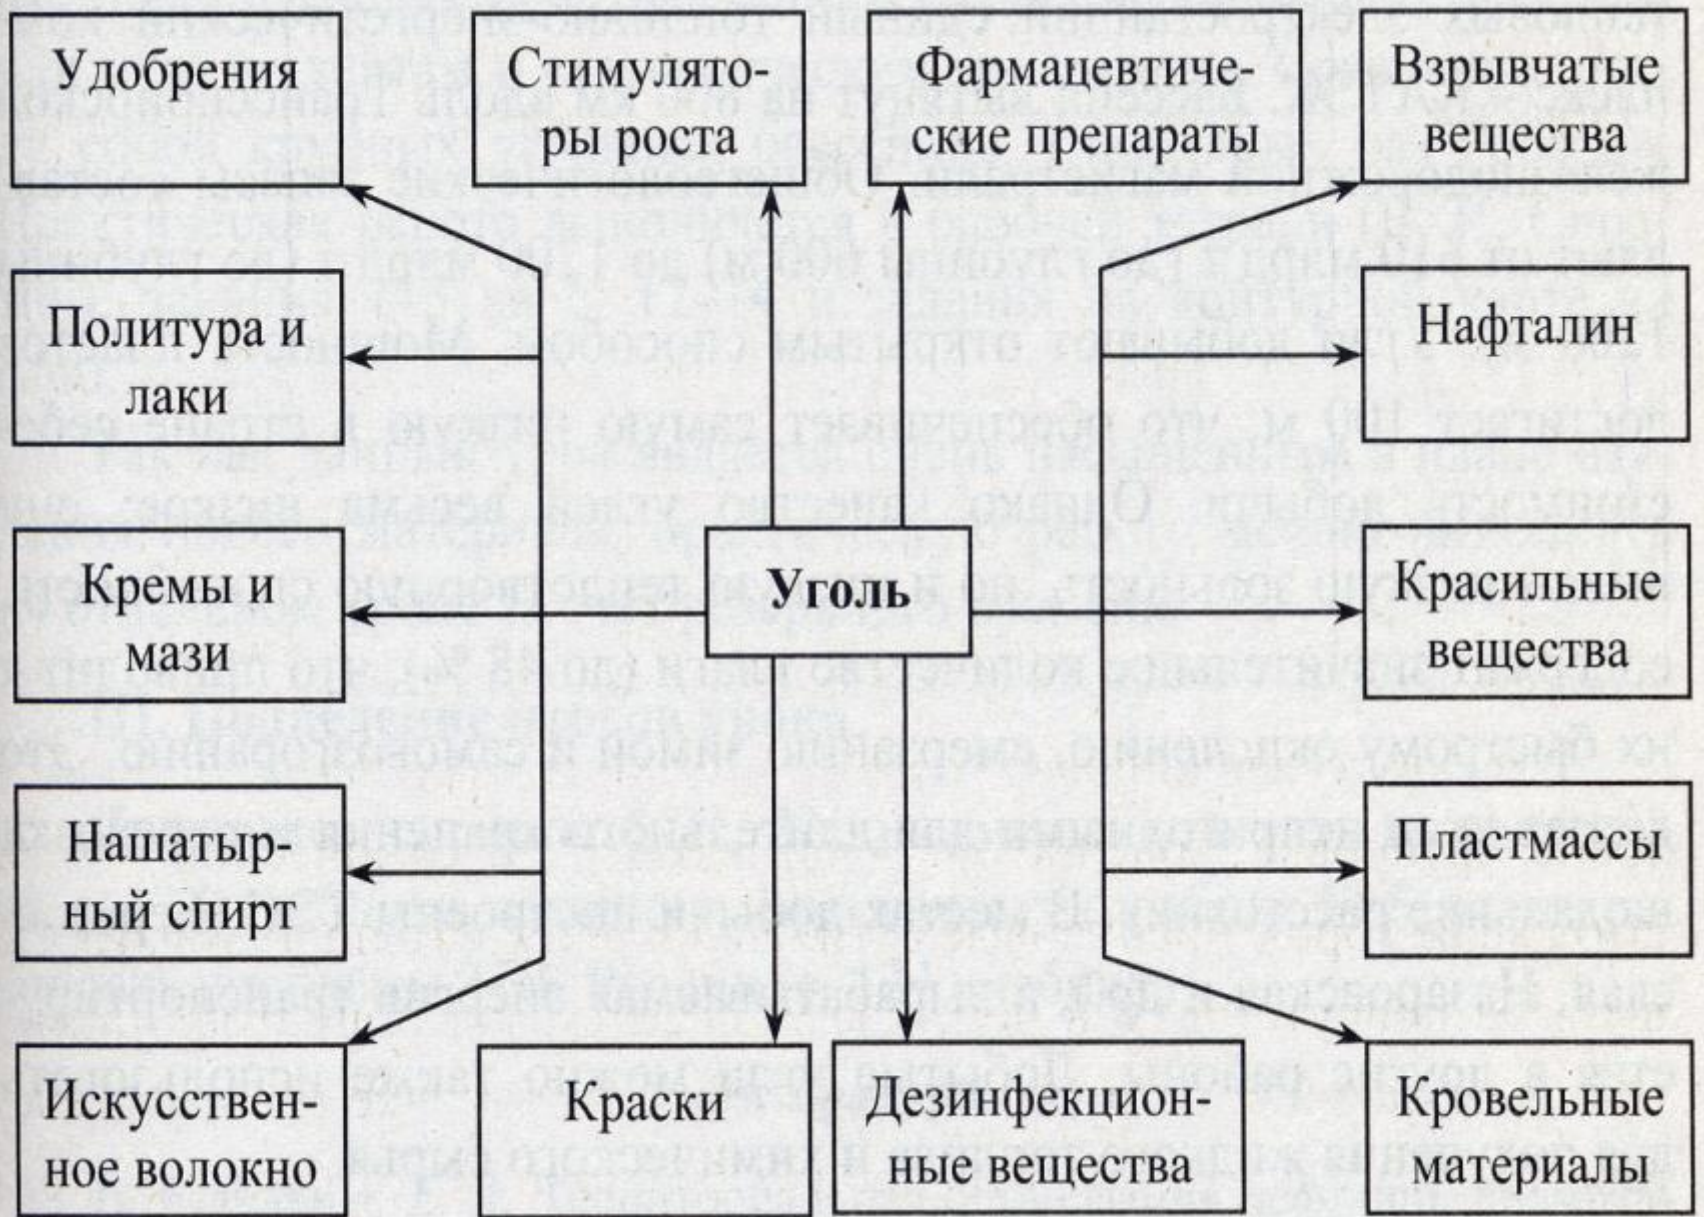 Удобрения
Стимулято-
ры роста
Фармацевтиче-
ские препараты
Взрывчатые
вещества
Политура и
лаки
Нафталин
Кремы и
мази
Уголь
Красильные
вещества
Нашатыр-
ный спирт
Пластмассы
Искусствен-
ное волокно
Краски
Дезинфекцион-
ные вещества
Кровельные
материалы